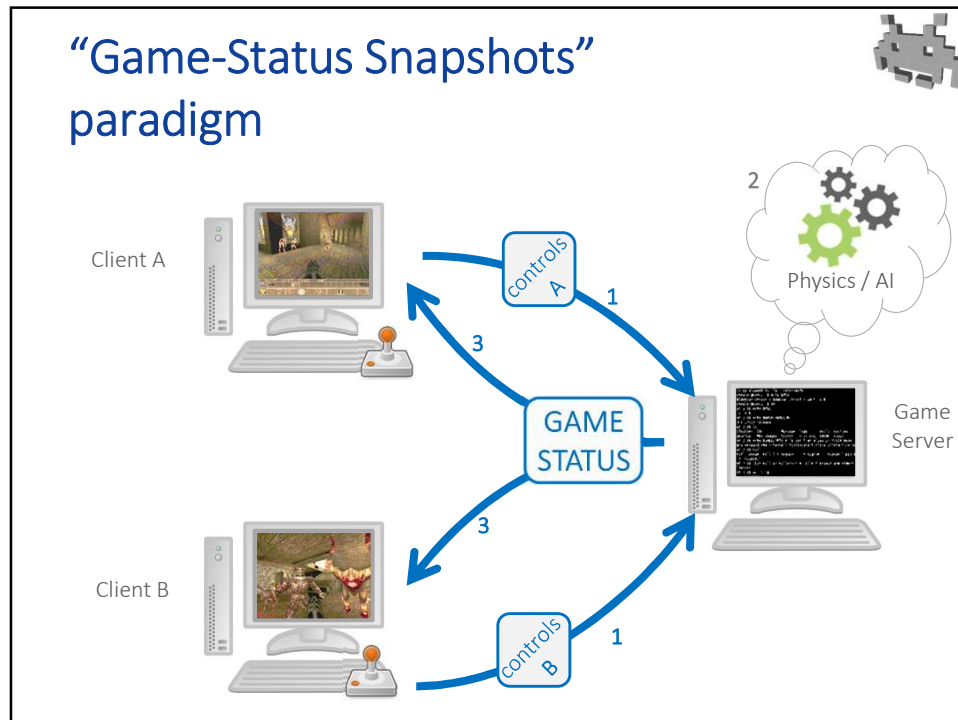 “Game-Status Snapshots”
paradigm
2
Physics / AI
Client A
controls
A
1
3
GAME
STATUS
Game
Server
3
Client B
controls
B
1